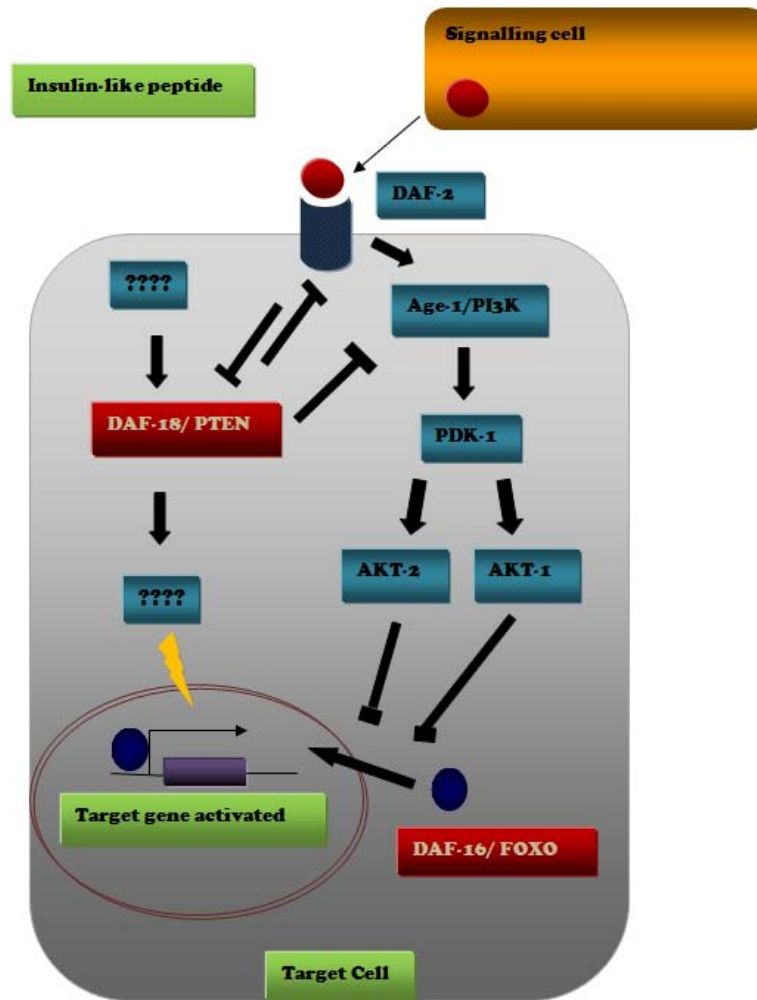 Signalling cell
Insulin-like peptide
DAF-2
????
Age-1/PI3K
DAF-18/ PTEN
PDK-1
AKT-2
AKT-1
????
Target gene activated
DAF-16/ FOXO
Target Cell